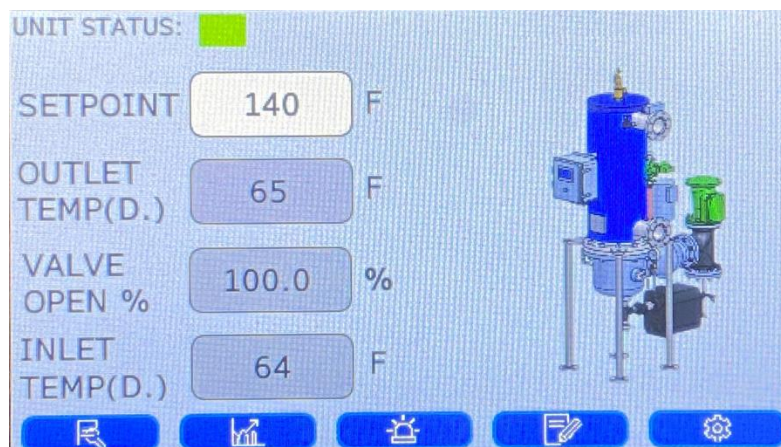 UNIT STATUS:
SETPOINT 140 F
OUTLET
TEMP(D.) 65 F
VALVE
OPEN % 100.0 %
INLET
TEMP(D.) 64 F